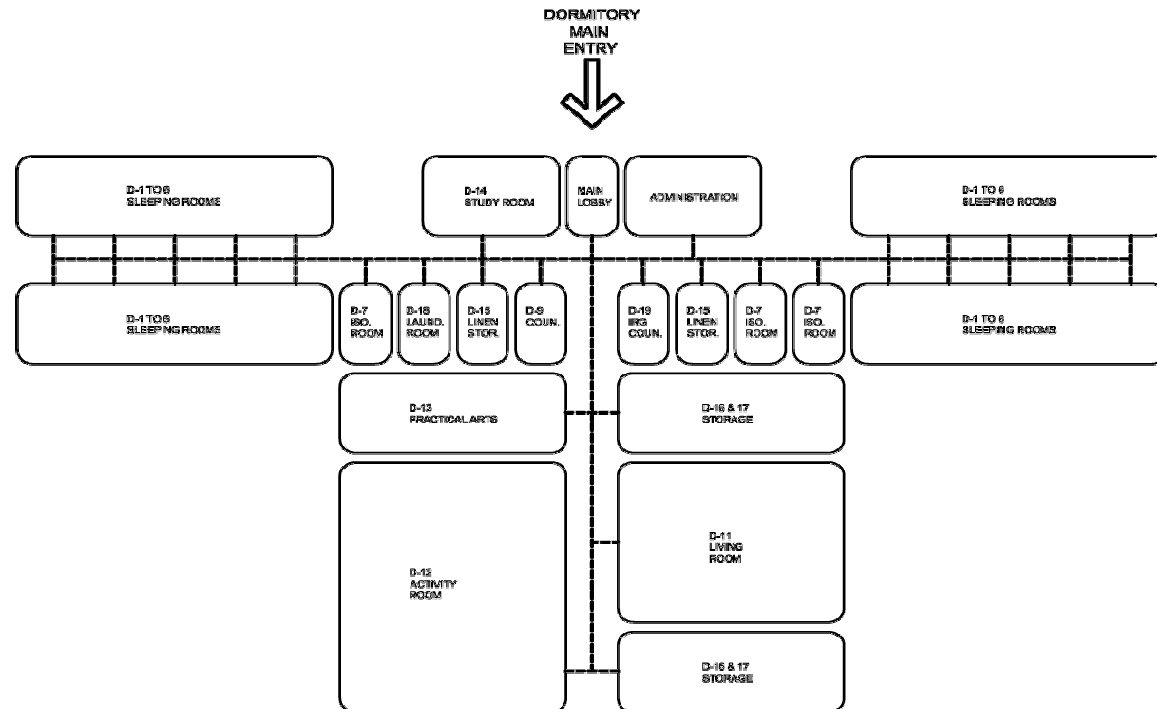 DORMITORY
MAIN
ENTRY
D-1 TO 6
SLEEPING ROOMS
D-14
STUDY ROOM
MAIN
LOBBY
ADMINISTRATION
D-1 TO 6
SLEEPING ROOMS
D-1 TO 6
SLEEPING ROOMS
D-7
ISO.
ROOM
D-18
LAUND.
ROOM
D-15
LINEN
STOR.
D-9
COUN.
D-19
IRG
COUN.
D-15
LINEN
STOR.
D-7
ISO.
ROOM
D-7
ISO.
ROOM
D-1 TO 6
SLEEPING ROOMS
D-13
PRACTICAL ARTS
D-16 & 17
STORAGE
D-12
ACTIVITY
ROOM
D-11
LIVING
ROOM
D-16 & 17
STORAGE